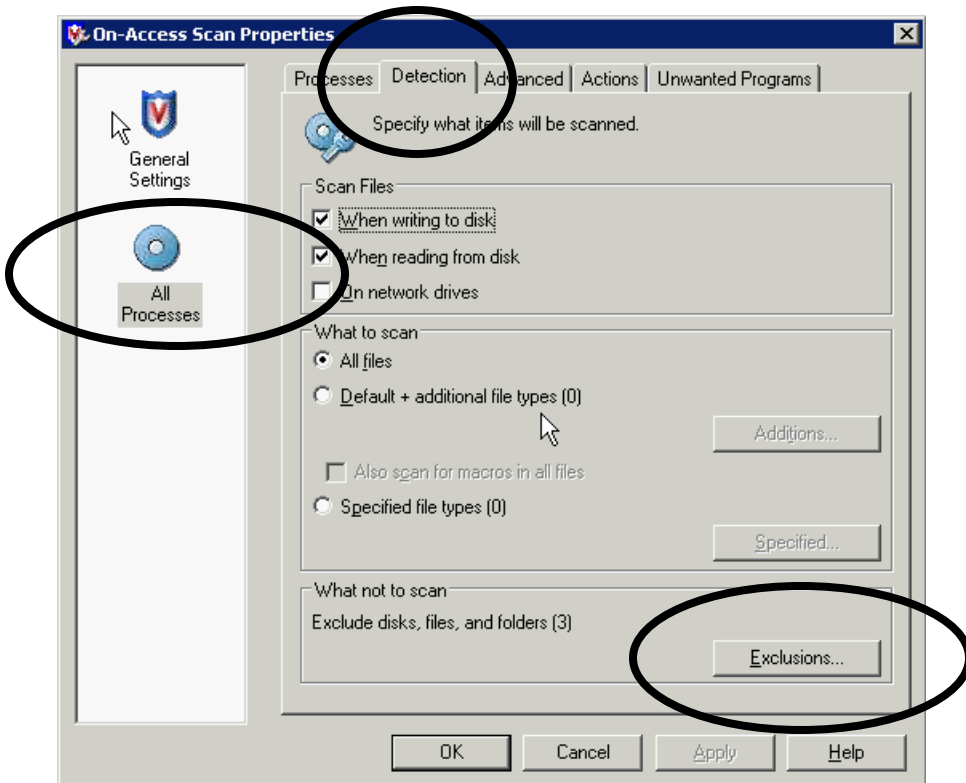 On-Access Scan Properties
General
Settings
All
Processes
Processes
Detection
Advanced
Actions
Unwanted Programs
Specify what items will be scanned.
Scan Files
When writing to disk
When reading from disk
On network drives
What to scan
All files
Default + additional file types (0)
Additions...
Also scan for macros in all files
Specified file types (0)
Specified...
What not to scan
Exclude disks, files, and folders (3)
Exclusions...
OK
Cancel
Apply
Help